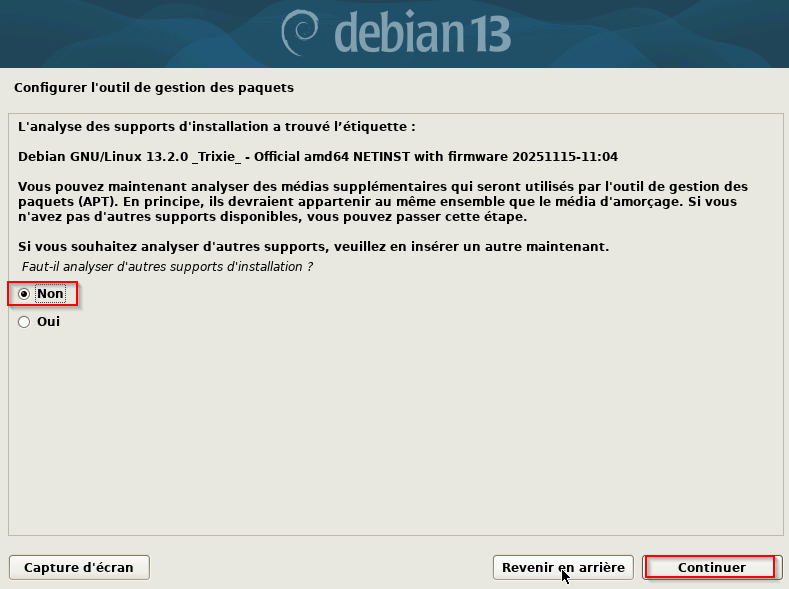 debian 13
Configurer l'outil de gestion des paquets
L'analyse des supports d'installation a trouvé l’étiquette :
Debian GNU/Linux 13.2.0 _Trixie_ - Official amd64 NETINST with firmware 20251115-11:04
Vous pouvez maintenant analyser des médias supplémentaires qui seront utilisés par l'outil de gestion des
paquets (APT). En principe, ils devraient appartenir au même ensemble que le média d'amorçage. Si vous
n'avez pas d'autres supports disponibles, vous pouvez passer cette étape.
Si vous souhaitez analyser d'autres supports, veuillez en insérer un autre maintenant.
Faut-il analyser d'autres supports d'installation ?
Non
Oui
Capture d'écran
Revenir en arrière
Continuer